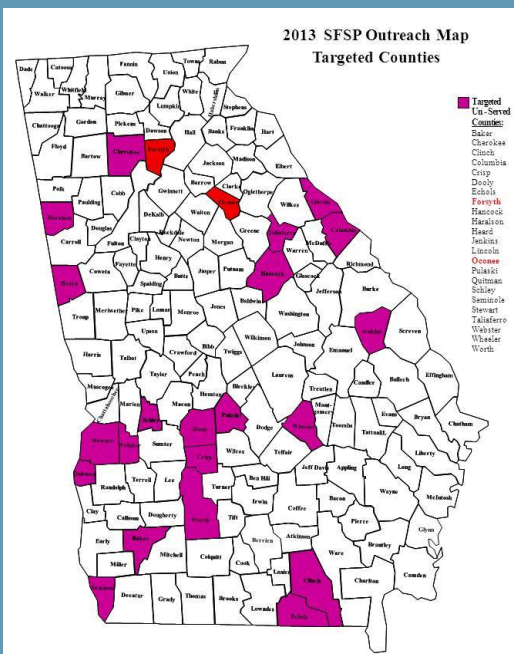 2013 SFSP Outreach Map
Targeted Counties
Targeted
Un-Served
Counties:
Baker
Cherokee
Clinch
Columbia
Crisp
Dooly
Echols
Forsyth
Hancock
Haralson
Heard
Jenkins
Lincoln
Oconee
Pulaski
Quitman
Schley
Seminole
Stewart
Taliaferro
Webster
Wheeler
Worth
Dade
Catoosa
Fannin
Towns
Rabun
Union
Walker
Whitfield
Murray
Gilmer
White
Habersham
Lumpkin
Stephens
Chattooga
Gordon
Pickens
Dawson
Hall
Banks
Franklin
Hart
Floyd
Bartow
Cherokee
Forsyth
Jackson
Madison
Elbert
Polk
Paulding
Cobb
Gwinnett
Barrow
Clarke
Oglethorpe
Wilkes
Lincoln
Haralson
Douglas
DeKalb
Walton
Oconee
Greene
Taliaferro
Columbia
Carroll
Fulton
Clayton
Rockdale
Newton
Morgan
Warren
McDuffie
Richmond
Heard
Coweta
Fayette
Henry
Spalding
Butts
Jasper
Putnam
Hancock
Glascock
Jefferson
Burke
Troup
Meriwether
Pike
Lamar
Monroe
Jones
Baldwin
Washington
Jenkins
Screven
Harris
Talbot
Upson
Crawford
Bibb
Twiggs
Wilkinson
Johnson
Emanuel
Muscogee
Chattahoochee
Marion
Taylor
Peach
Macon
Houston
Bleckley
Laurens
Treutlen
Candler
Bulloch
Effingham
Stewart
Webster
Schley
Sumter
Dooly
Pulaski
Dodge
Wheeler
Mont-
gomery
Toombs
Tattnall
Evans
Bryan
Chatham
Quitman
Randolph
Terrell
Lee
Crisp
Wilcox
Telfair
Jeff Davis
Appling
Long
Liberty
Clay
Calhoun
Dougherty
Worth
Turner
Ben Hill
Irwin
Coffee
Bacon
Wayne
McIntosh
Early
Baker
Mitchell
Tift
Berrien
Atkinson
Pierce
Brantley
Glynn
Miller
Colquitt
Cook
Lanier
Clinch
Ware
Charlton
Camden
Seminole
Decatur
Grady
Thomas
Brooks
Lowndes
Echols